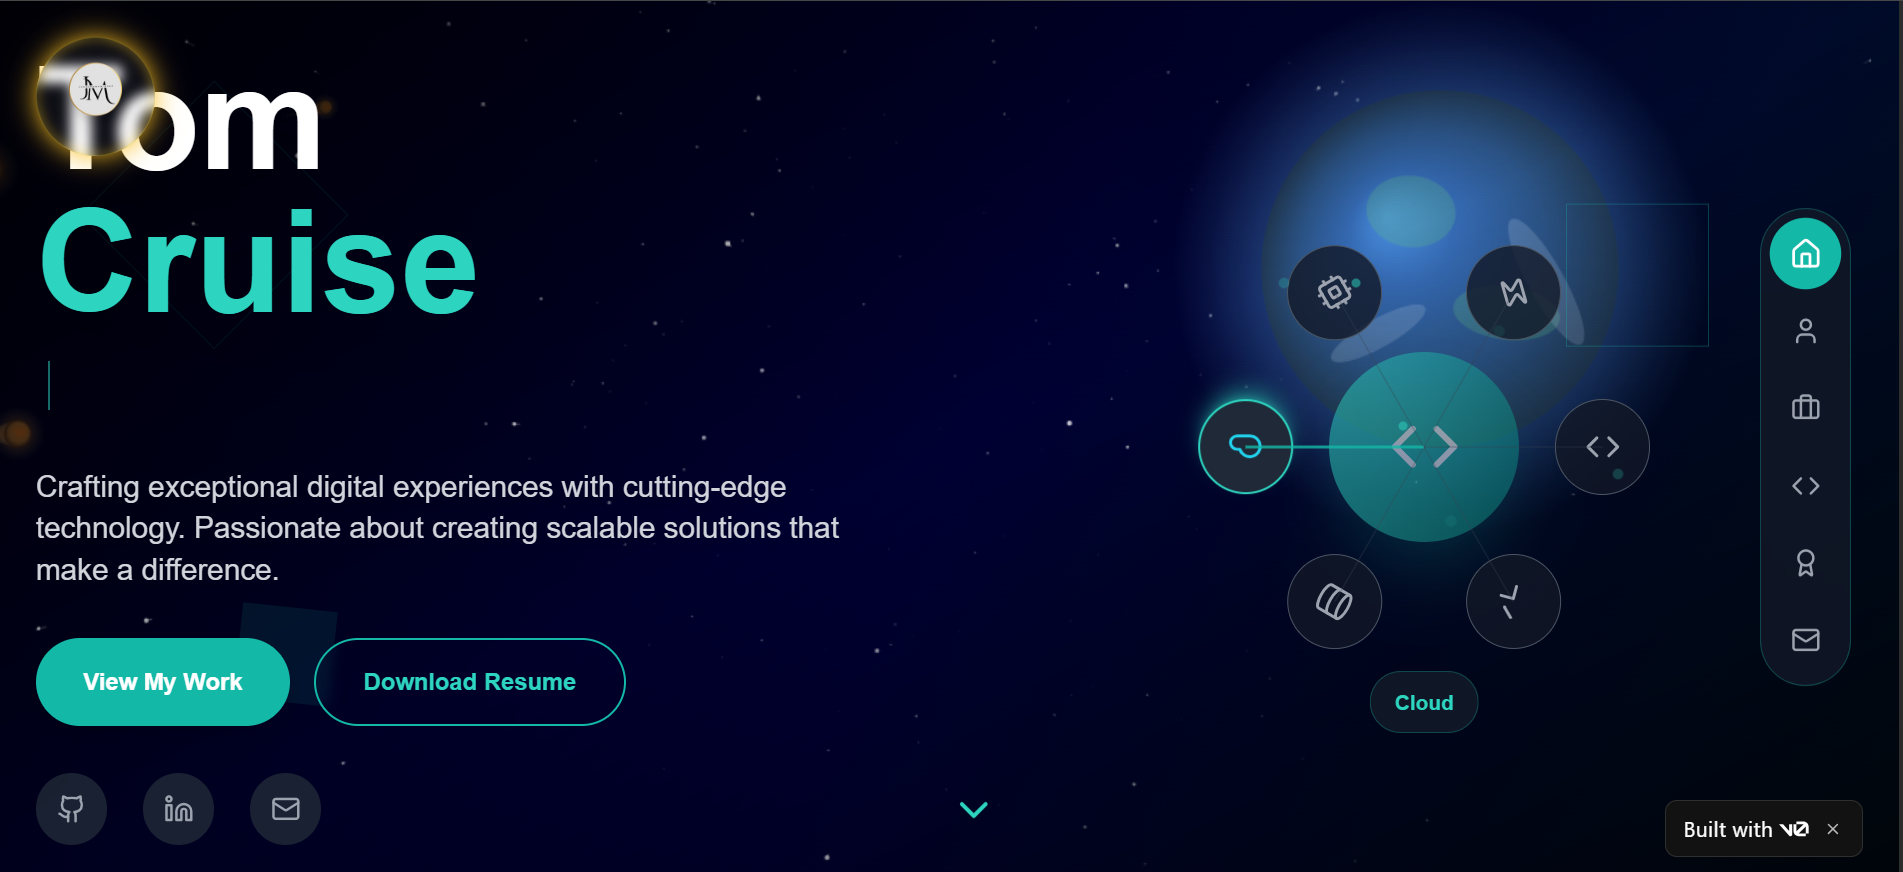 JM
Tom
Cruise
Crafting exceptional digital experiences with cutting-edge
technology. Passionate about creating scalable solutions that
make a difference.
View My Work
Download Resume
Cloud
Built with v0